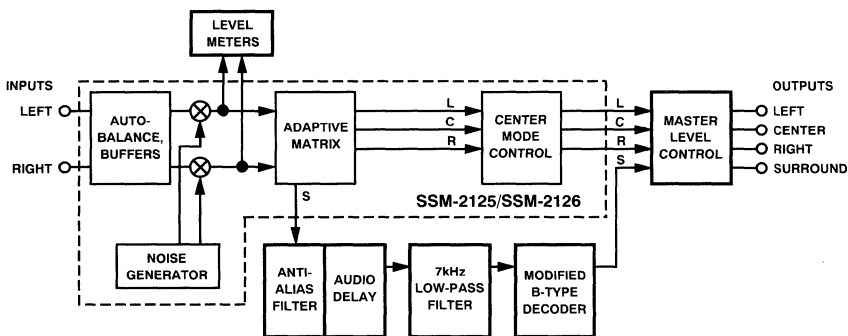 LEVEL
METERS
INPUTS
OUTPUTS
LEFT
AUTO-
BALANCE,
BUFFERS
RIGHT
ADAPTIVE
MATRIX
L
C
R
CENTER
MODE
CONTROL
L
C
R
S
MASTER
LEVEL
CONTROL
LEFT
CENTER
RIGHT
SURROUND
S
SSM-2125/SSM-2126
NOISE
GENERATOR
ANTI-
ALIAS
FILTER
AUDIO
DELAY
7kHz
LOW-PASS
FILTER
MODIFIED
B-TYPE
DECODER